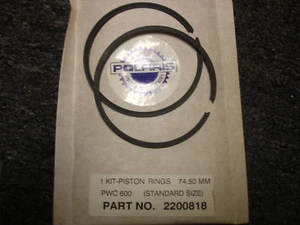 POLARIS
1 KIT-PISTON RINGS 74.50 MM
PWC 600 (STANDARD SIZE)
PART NO. 2200818